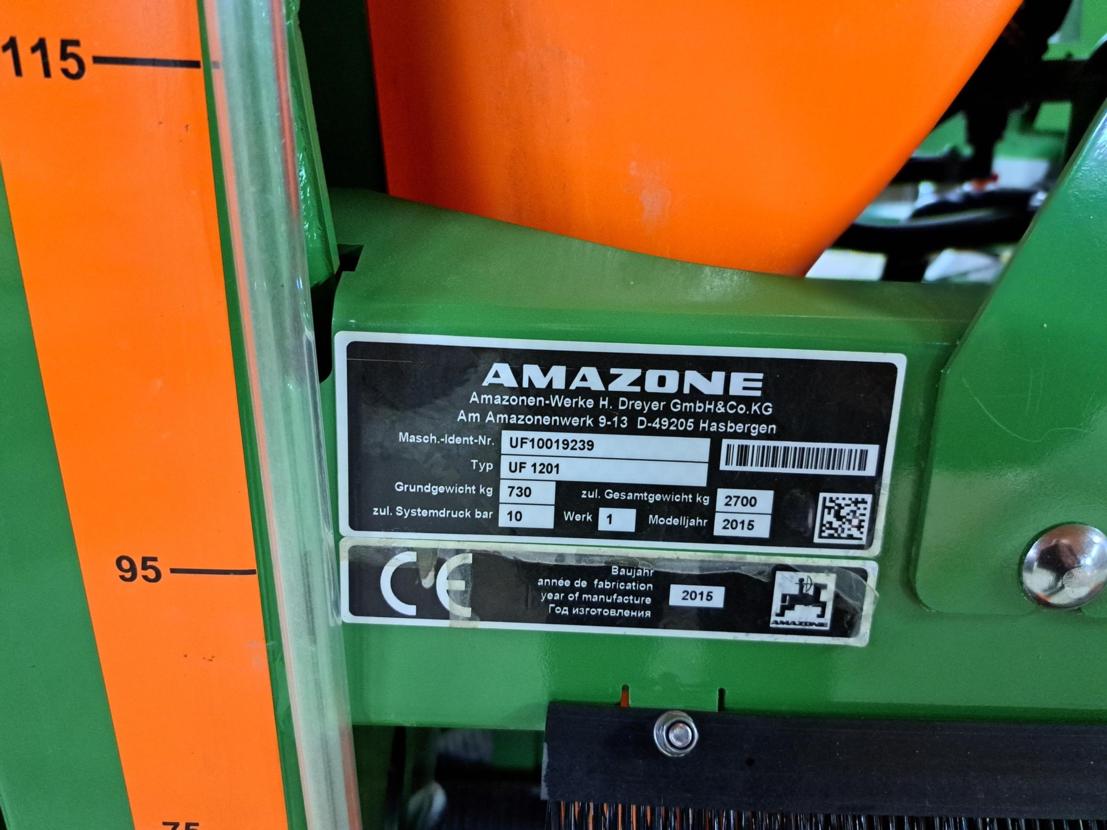 115
95
75
AMAZONE
Amazonen-Werke H. Dreyer GmbH&Co.KG
Am Amazonenwerk 9-13 D-49205 Hasbergen
Masch.-Ident-Nr. UF10019239
Typ UF 1201
Grundgewicht kg 730 zul. Gesamtgewicht kg 2700
zul. Systemdruck bar 10 Werk 1 Modelljahr 2015
CE
Baujahr
année de fabrication
year of manufacture 2015
Год изготовления
AMAZONE